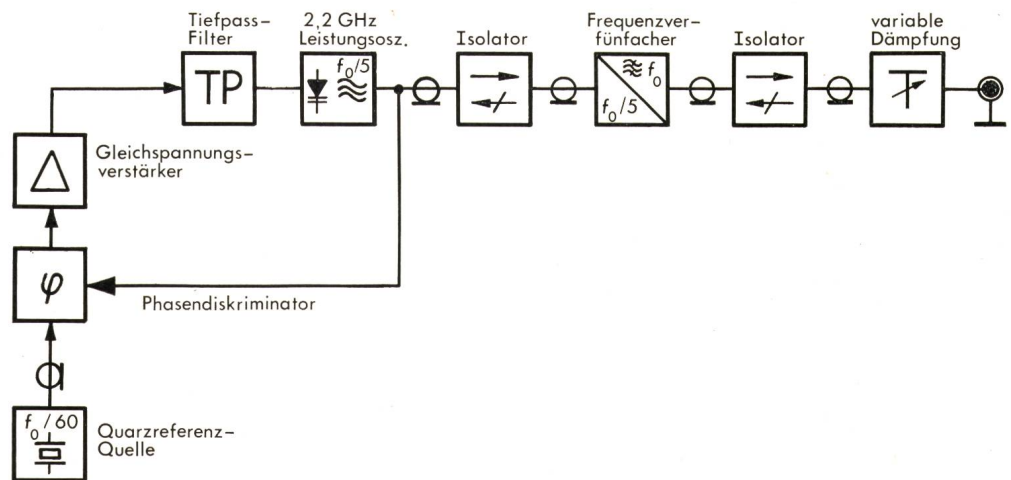 Tiefpass-
Filter
2,2 GHz
Leistungsosz.
Isolator
Frequenzver-
fünfacher
Isolator
variable
Dämpfung
TP
f₀/5
f₀
f₀/5
Gleichspannungs-
verstärker
φ
Phasendiskriminator
f₀/60
Quarzreferenz-
Quelle